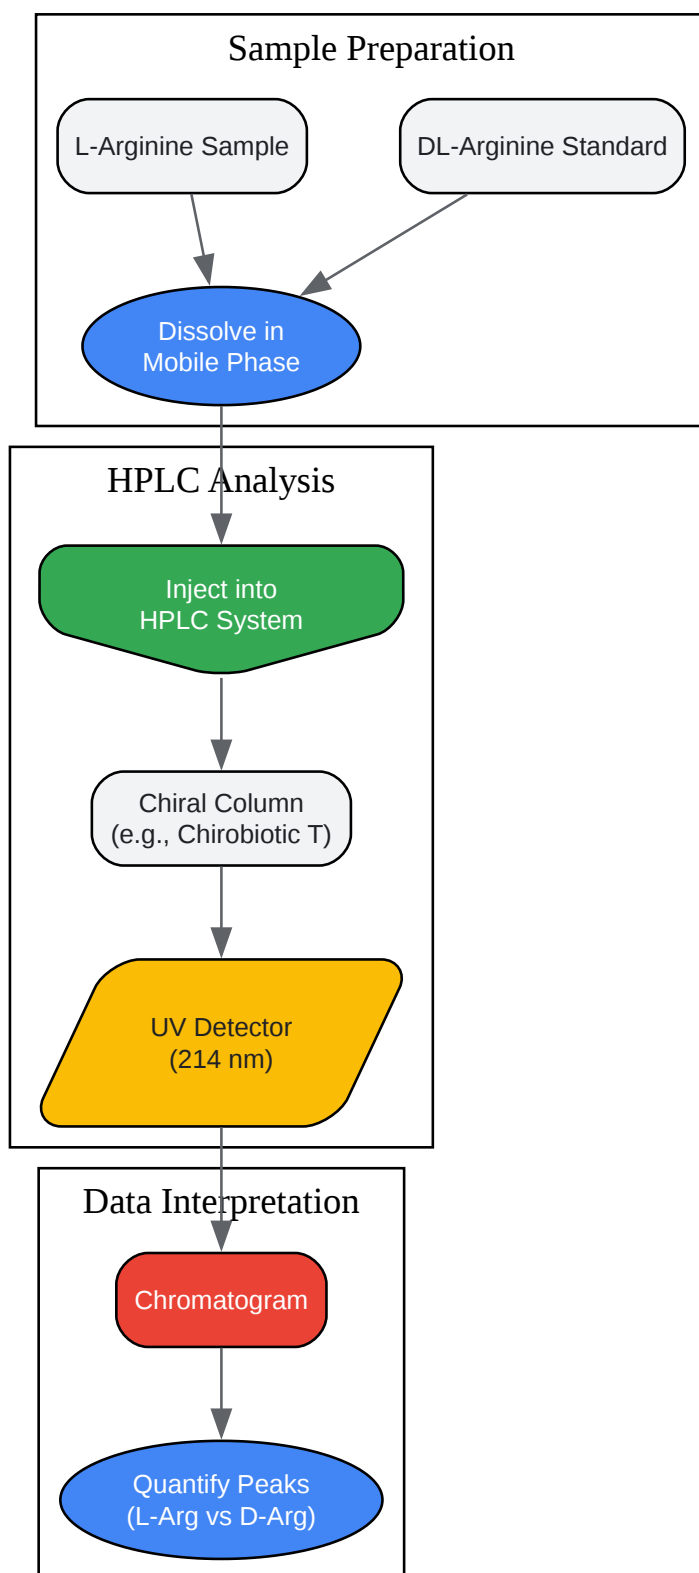 Sample Preparation
L-Arginine Sample
DL-Arginine Standard
Dissolve in
Mobile Phase
HPLC Analysis
Inject into
HPLC System
Chiral Column
(e.g., Chirobiotic T)
UV Detector
(214 nm)
Data Interpretation
Chromatogram
Quantify Peaks
(L-Arg vs D-Arg)